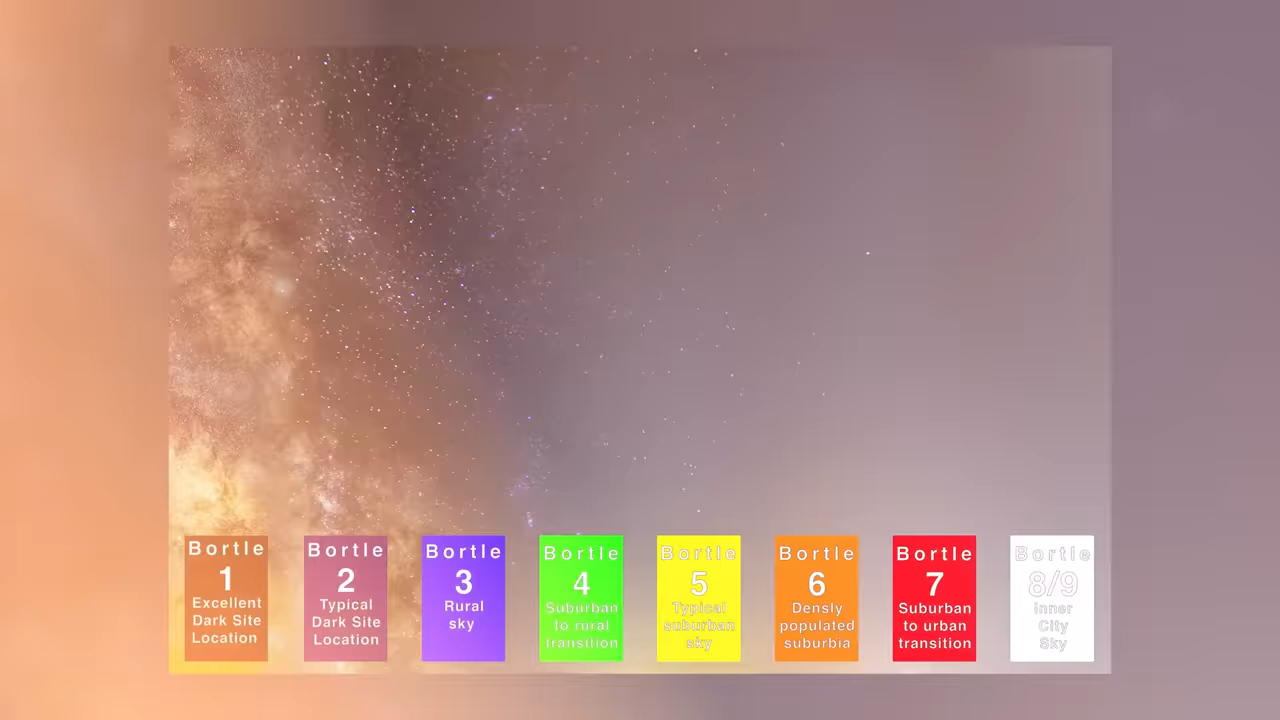 Bortle
1
Excellent
Dark Site
Location
Bortle
2
Typical
Dark Site
Location
Bortle
3
Rural
sky
Bortle
4
Suburban
to rural
transition
Bortle
5
Typical
suburban
sky
Bortle
6
Densly
populated
suburbia
Bortle
7
Suburban
to urban
transition
Bortle
8/9
Inner
City
Sky